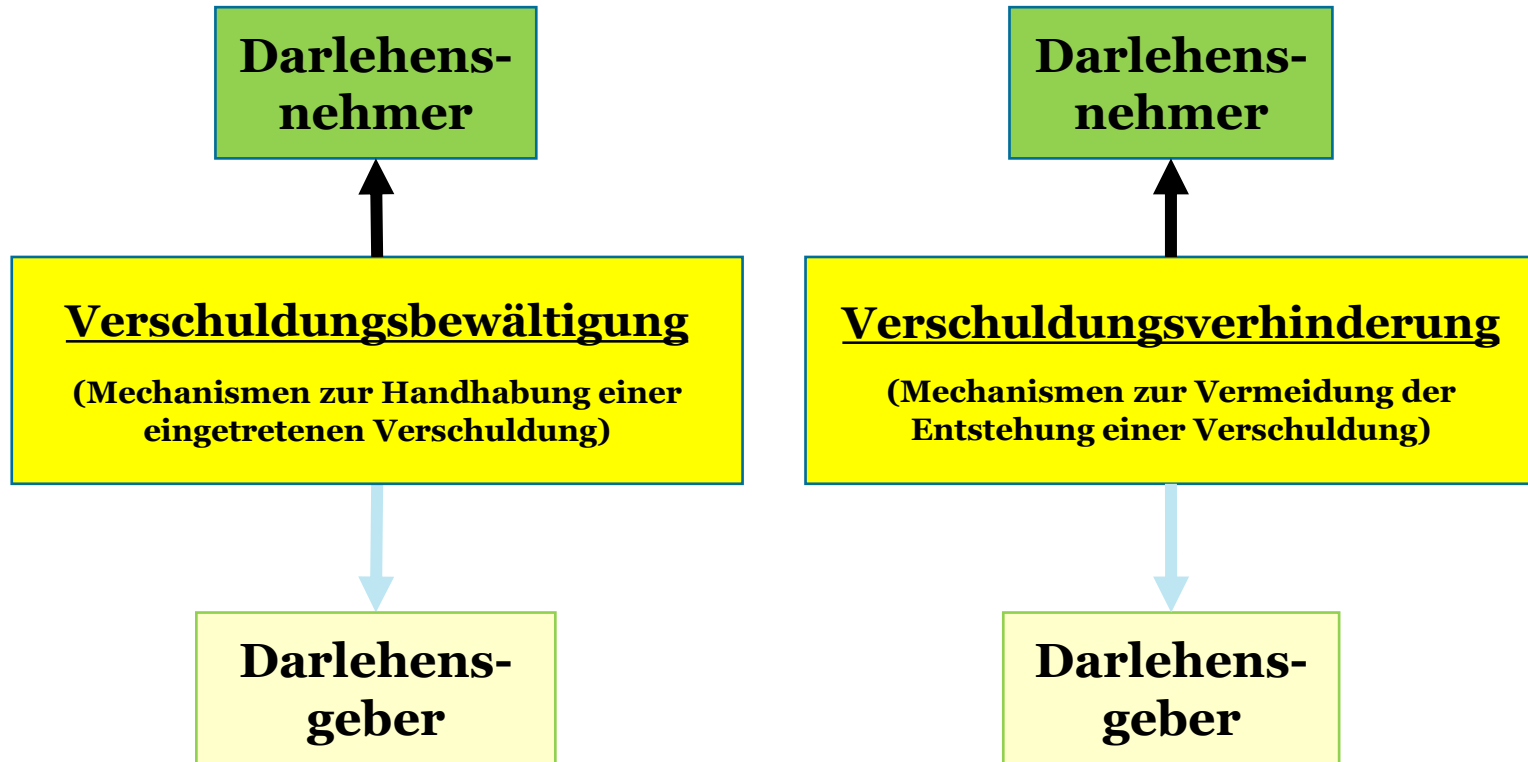 Darlehens-
nehmer
Verschuldungsbewältigung
(Mechanismen zur Handhabung einer
eingetretenen Verschuldung)
Darlehens-
geber
Darlehens-
nehmer
Verschuldungsverhinderung
(Mechanismen zur Vermeidung der
Entstehung einer Verschuldung)
Darlehens-
geber